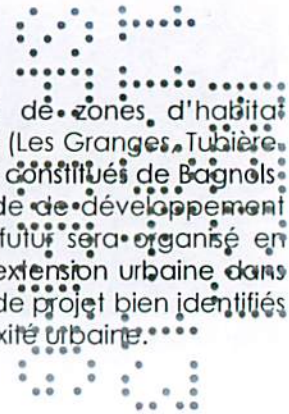 de zones d'habitat
(Les Granges, Tubière
constitués de Bagnols
de de développement
futur sera organisé en
extension urbaine dans
de projet bien identifiés
xité urbaine.